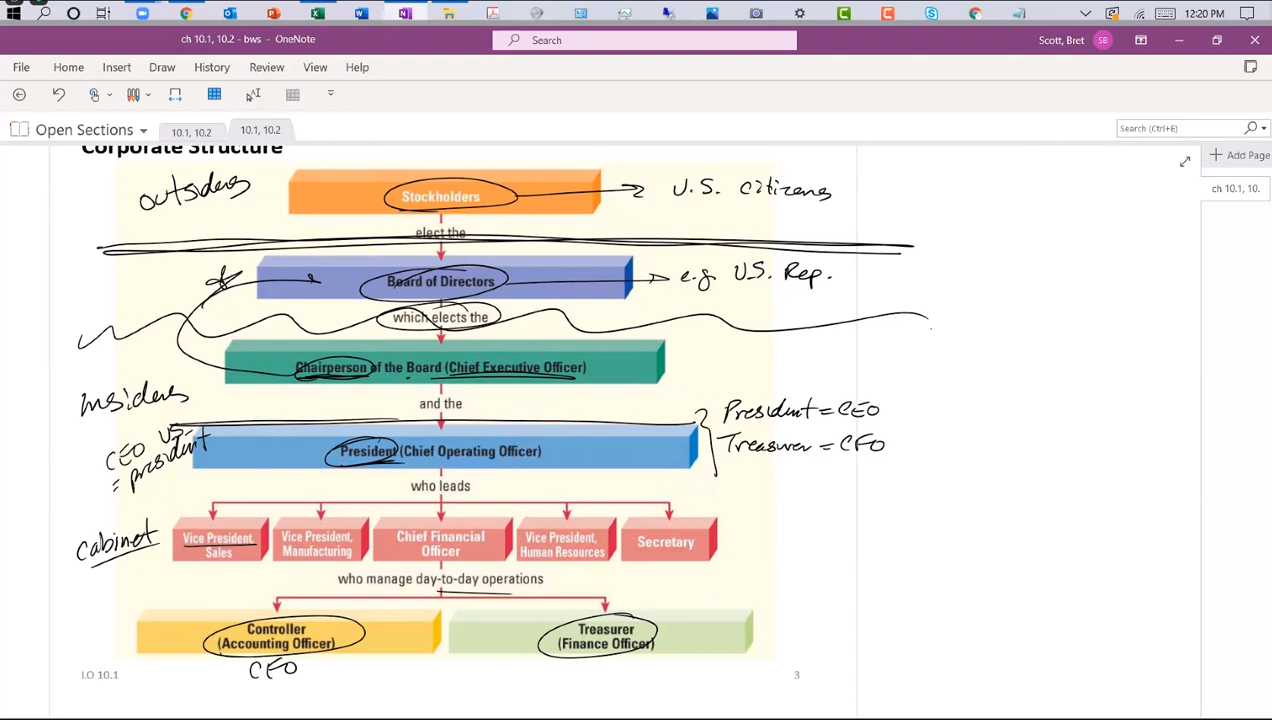 12:20 PM
ch 10.1, 10.2 - bws - OneNote
Search
Scott, Bret
SB
File Home Insert Draw History Review View Help
Open Sections
10.1, 10.2
10.1, 10.2
Search (Ctrl+E)
Add Page
ch 10.1, 10.
Corporate Structure
outsiders
Stockholders
U.S. citizens
elect the
Board of Directors
e.g U.S. Rep.
which elects the
Chairperson of the Board (Chief Executive Officer)
Insiders
and the
President = CEO
Treasurer = CFO
CEO US
= president
President (Chief Operating Officer)
who leads
cabinet
Vice President,
Sales
Vice President,
Manufacturing
Chief Financial
Officer
Vice President,
Human Resources
Secretary
who manage day-to-day operations
Controller
(Accounting Officer)
Treasurer
(Finance Officer)
CFO
LO 10.1
3